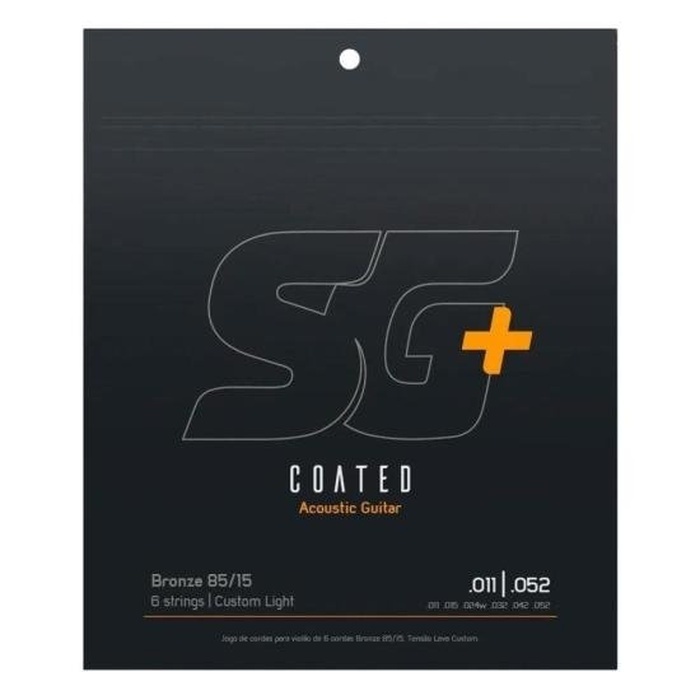 SG+
COATED
Acoustic Guitar
Bronze 85/15
6 strings | Custom Light
.011 | .052
.011 .015 .024w .032 .042 .052
Jogo de cordas para violão de 6 cordas Bronze 85/15. Tensão Leve Custom.